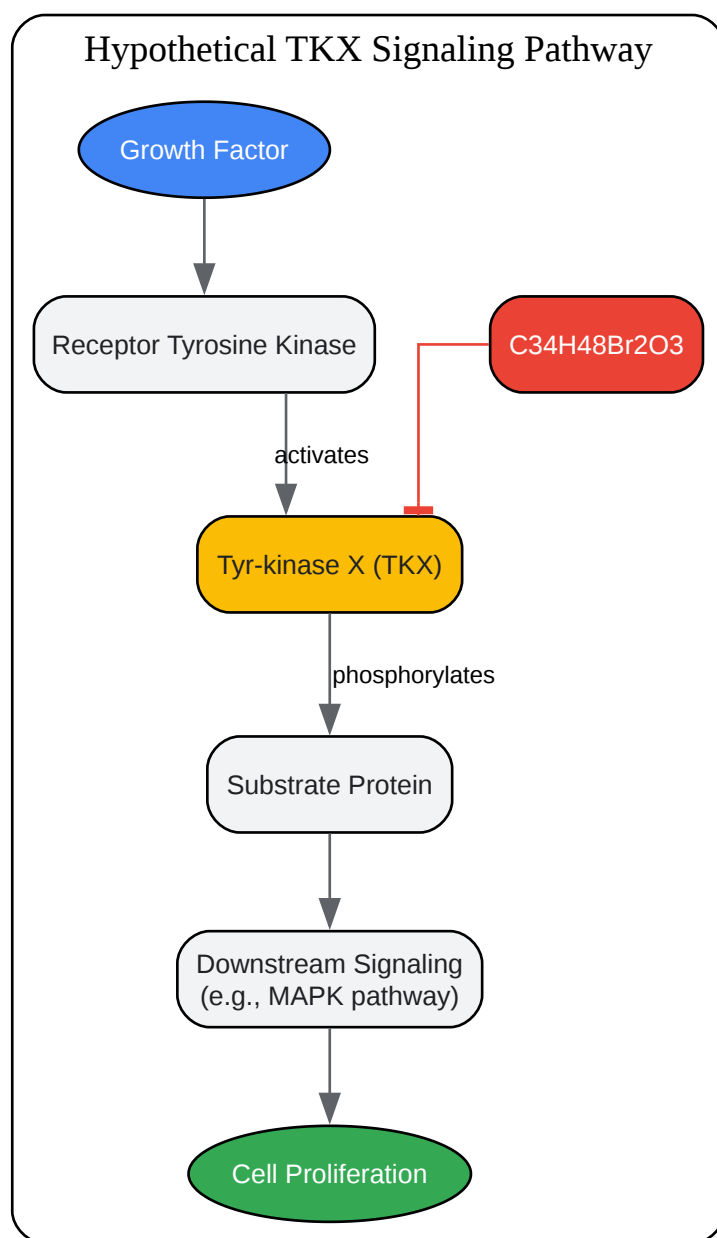 Hypothetical TKX Signaling Pathway
Growth Factor
Receptor Tyrosine Kinase
C34H48Br2O3
activates
Tyr-kinase X (TKX)
phosphorylates
Substrate Protein
Downstream Signaling
(e.g., MAPK pathway)
Cell Proliferation